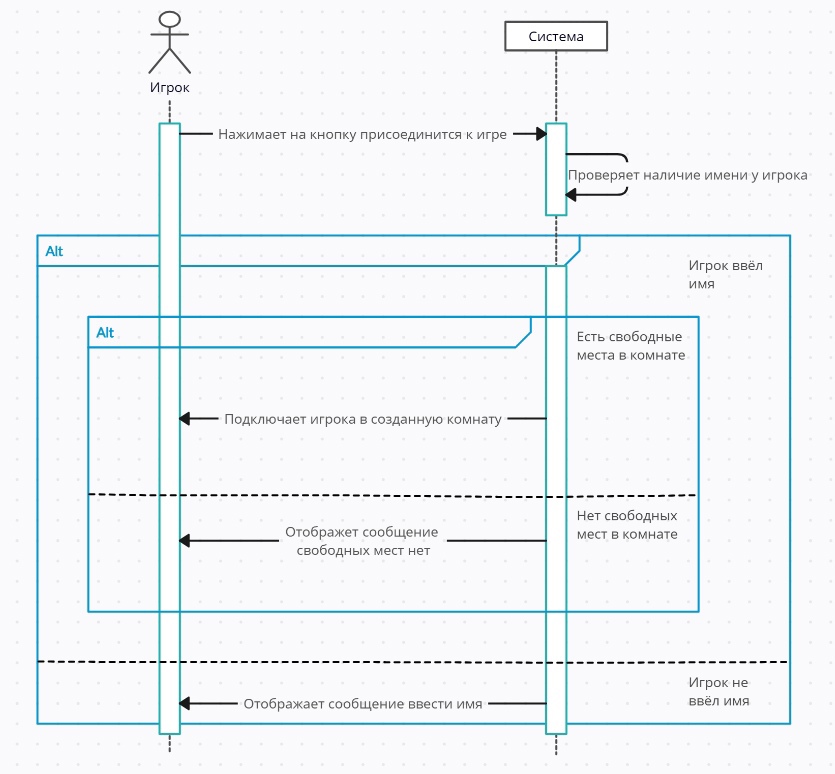 Игрок
Система
Нажимает на кнопку присоединится к игре
Проверяет наличие имени у игрока
Alt
Игрок ввёл
имя
Alt
Есть свободные
места в комнате
Подключает игрока в созданную комнату
Нет свободных
мест в комнате
Отображет сообщение
свободных мест нет
Игрок не
ввёл имя
Отображает сообщение ввести имя